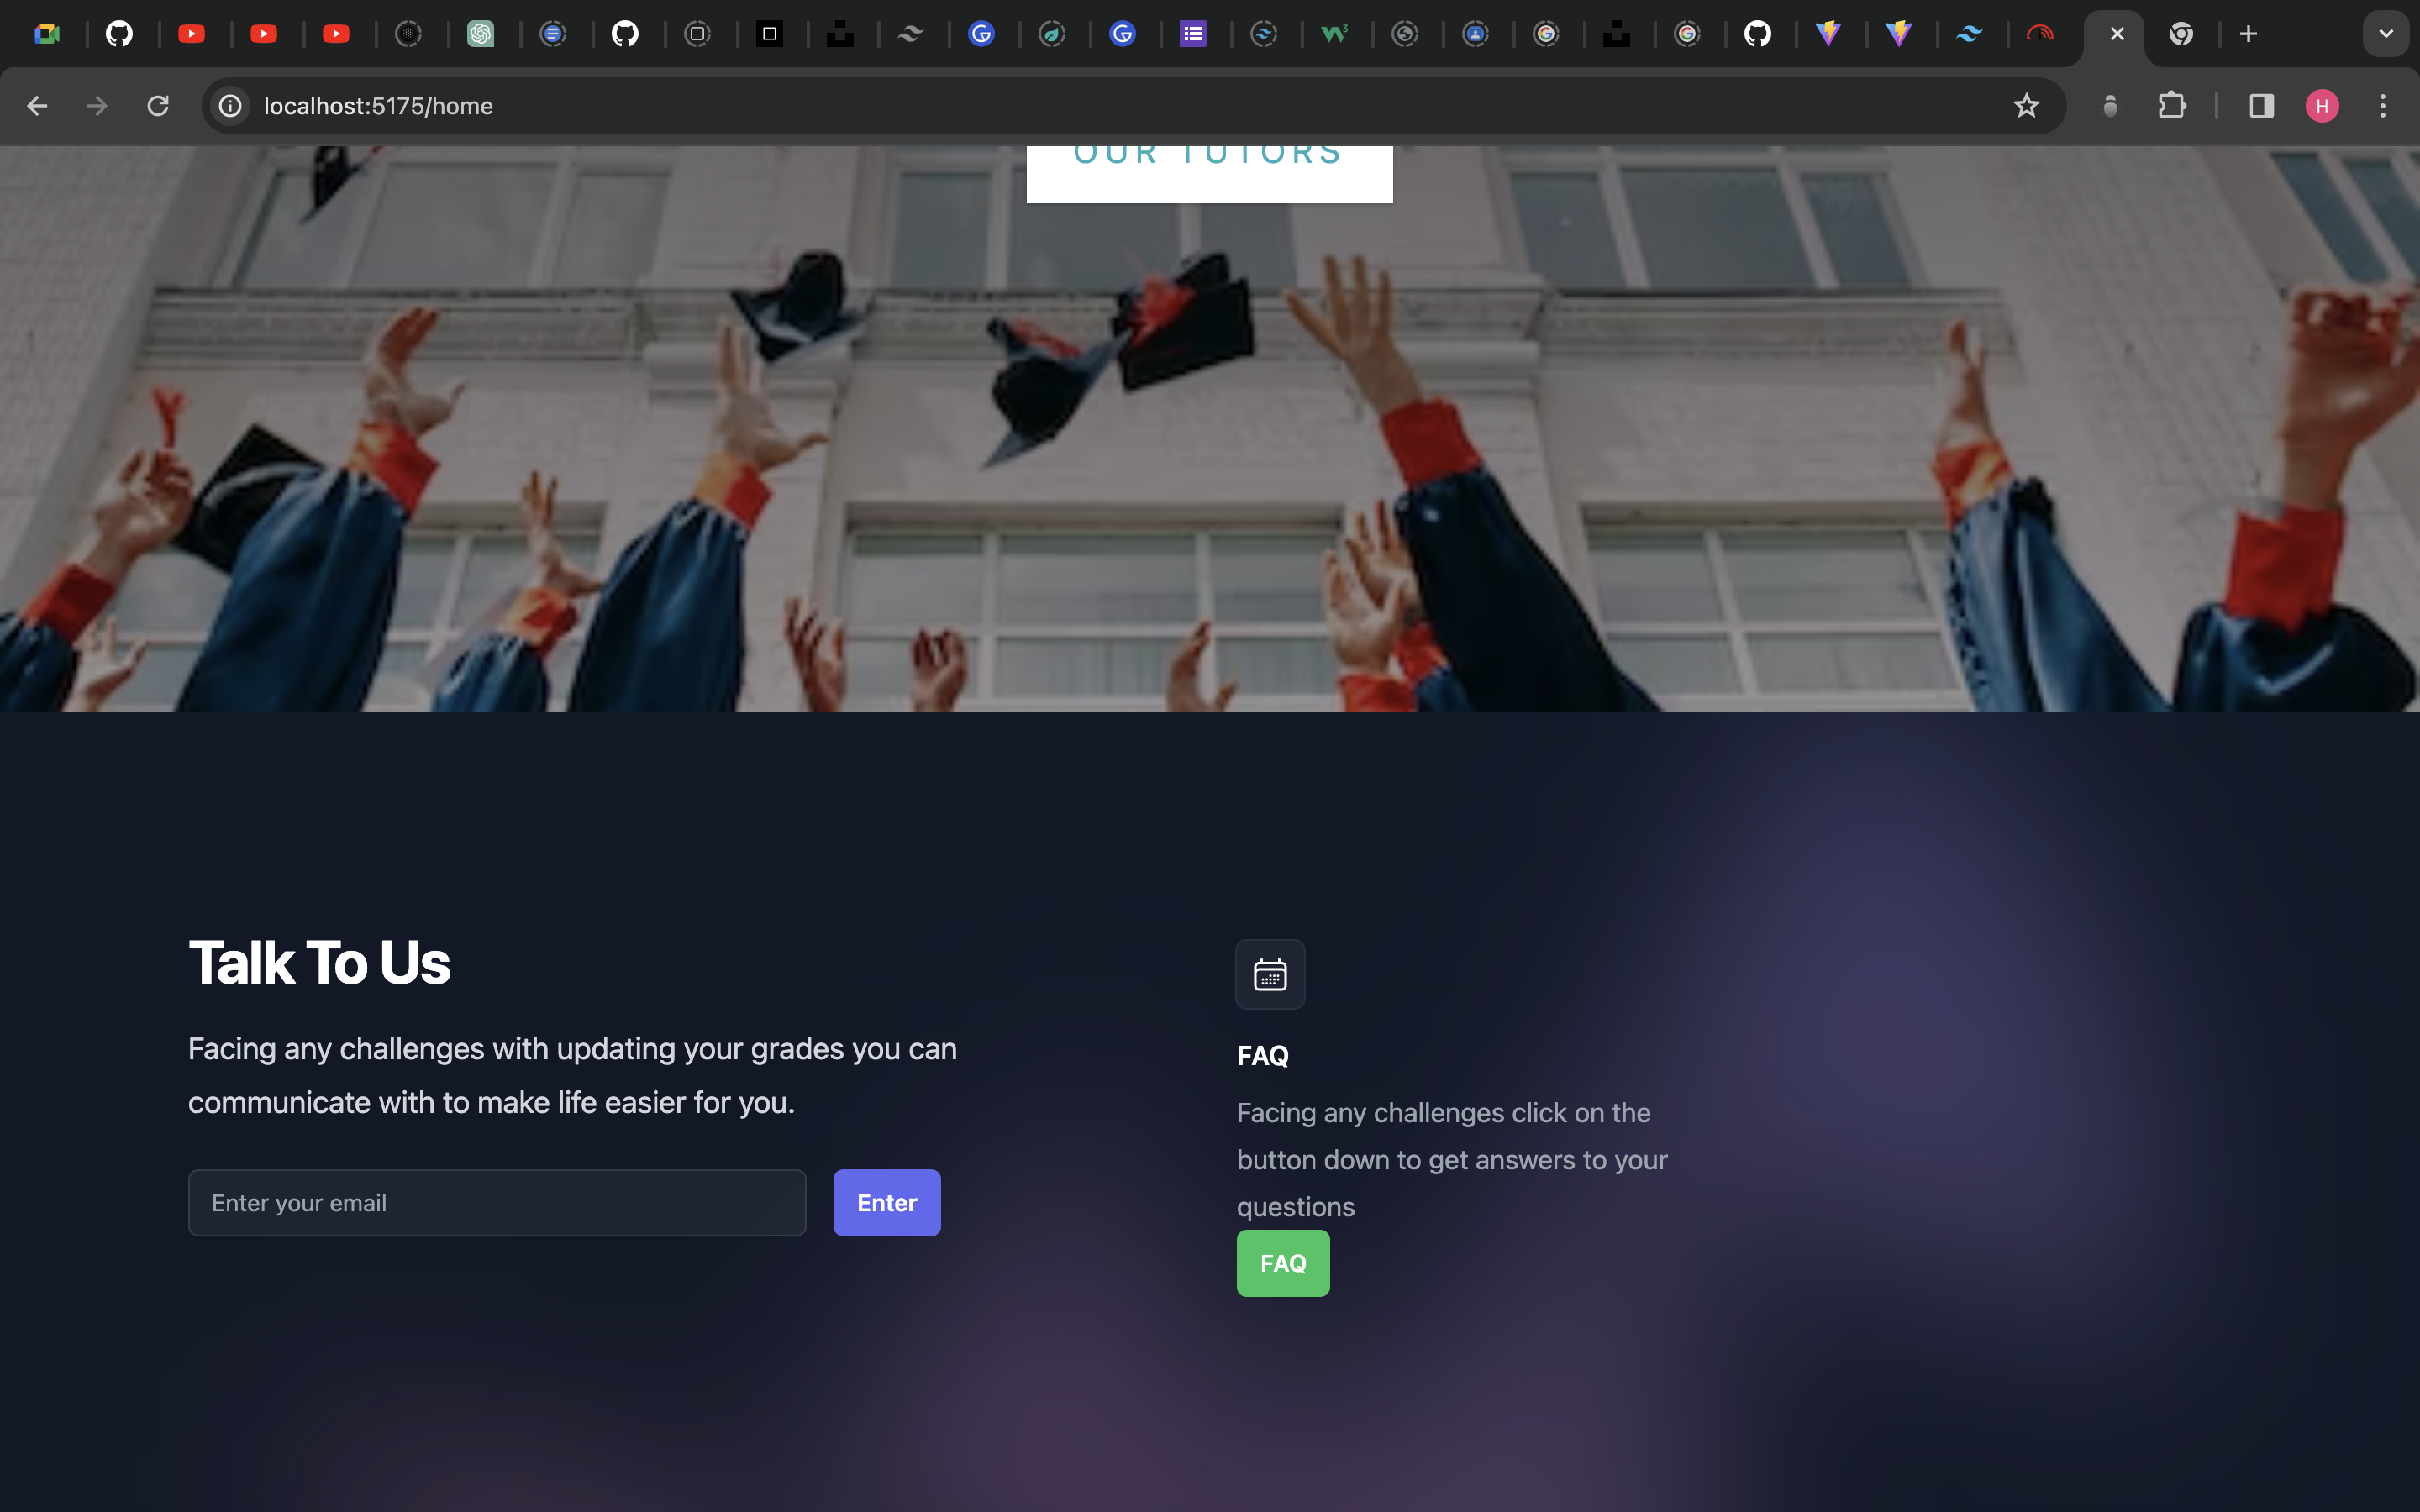 localhost:5175/home
H
OUR TUTORS
Talk To Us
Facing any challenges with updating your grades you can
communicate with to make life easier for you.
Enter your email
Enter
FAQ
Facing any challenges click on the
button down to get answers to your
questions
FAQ